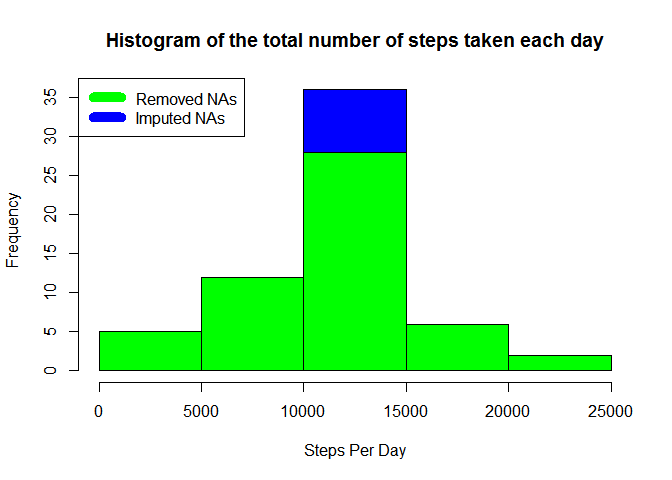 Histogram of the total number of steps taken each day
Removed NAs
Imputed NAs
Frequency
35
30
25
20
15
10
5
0
0 5000 10000 15000 20000 25000
Steps Per Day